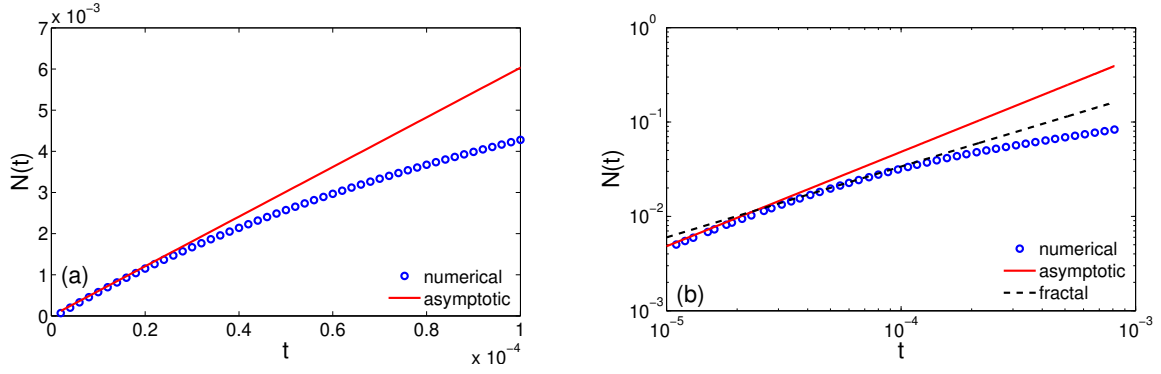 x 10⁻³
7
6
5
4
3
2
1
0
N(t)
(a)
numerical
asymptotic
0 0.2 0.4 0.6 0.8 1
t
x 10⁻⁴
10⁰
10⁻¹
10⁻²
10⁻³
N(t)
(b)
numerical
asymptotic
fractal
10⁻⁵ 10⁻⁴ 10⁻³
t